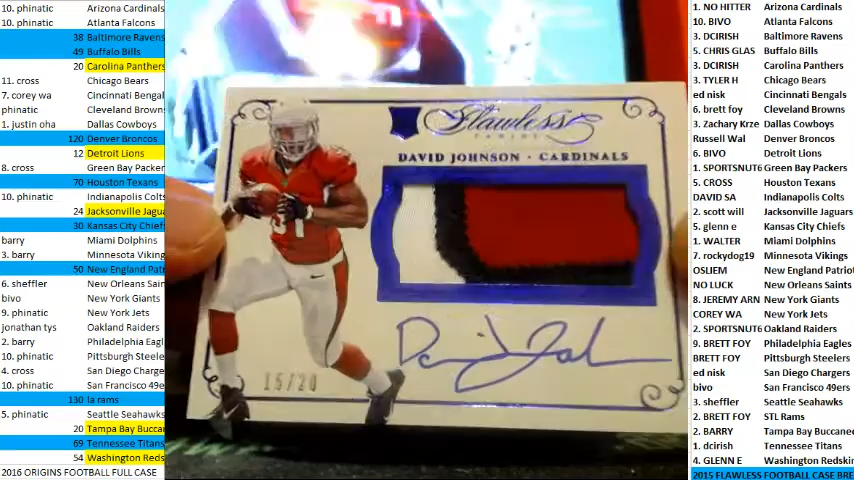 10. phinatic Arizona Cardinals
10. phinatic Atlanta Falcons
38 Baltimore Ravens
49 Buffalo Bills
20 Carolina Panthers
11. cross Chicago Bears
7. corey wa Cincinnati Bengal
phinatic Cleveland Browns
1. justin oha Dallas Cowboys
120 Denver Broncos
12 Detroit Lions
8. cross Green Bay Packer
70 Houston Texans
10. phinatic Indianapolis Colts
24 Jacksonville Jagua
30 Kansas City Chiefs
barry Miami Dolphins
3. barry Minnesota Viking
50 New England Patr
6. sheffler New Orleans Sain
bivo New York Giants
9. phinatic New York Jets
jonathan tys Oakland Raiders
2. barry Philadelphia Eagl
10. phinatic Pittsburgh Steele
4. cross San Diego Charge
10. phinatic San Francisco 49e
130 la rams
5. phinatic Seattle Seahawks
20 Tampa Bay Bucca
69 Tennessee Titans
54 Washington Reds
2016 ORIGINS FOOTBALL FULL CASE
Flawless
PANINI
DAVID JOHNSON · CARDINALS
31
15/20
1. NO HITTER Arizona Cardinals
10. BIVO Atlanta Falcons
3. DCIRISH Baltimore Ravens
5. CHRIS GLAS Buffalo Bills
3. DCIRISH Carolina Panthers
3. TYLER H Chicago Bears
ed nisk Cincinnati Bengals
6. brett foy Cleveland Browns
3. Zachary Krze Dallas Cowboys
Russell Wal Denver Broncos
6. BIVO Detroit Lions
1. SPORTSNUT6 Green Bay Packers
5. CROSS Houston Texans
DAVID SA Indianapolis Colts
2. scott will Jacksonville Jaguars
5. glenn e Kansas City Chiefs
1. WALTER Miami Dolphins
7. rockydog19 Minnesota Vikings
OSLIEM New England Patriot
NO LUCK New Orleans Saints
8. JEREMY ARN New York Giants
COREY WA New York Jets
2. SPORTSNUT6 Oakland Raiders
9. BRETT FOY Philadelphia Eagles
BRETT FOY Pittsburgh Steelers
ed nisk San Diego Chargers
bivo San Francisco 49ers
3. sheffler Seattle Seahawks
2. BRETT FOY STL Rams
2. BARRY Tampa Bay Buccanee
1. dcirish Tennessee Titans
4. GLENN E Washington Redskin
2015 FLAWLESS FOOTBALL CASE BRE